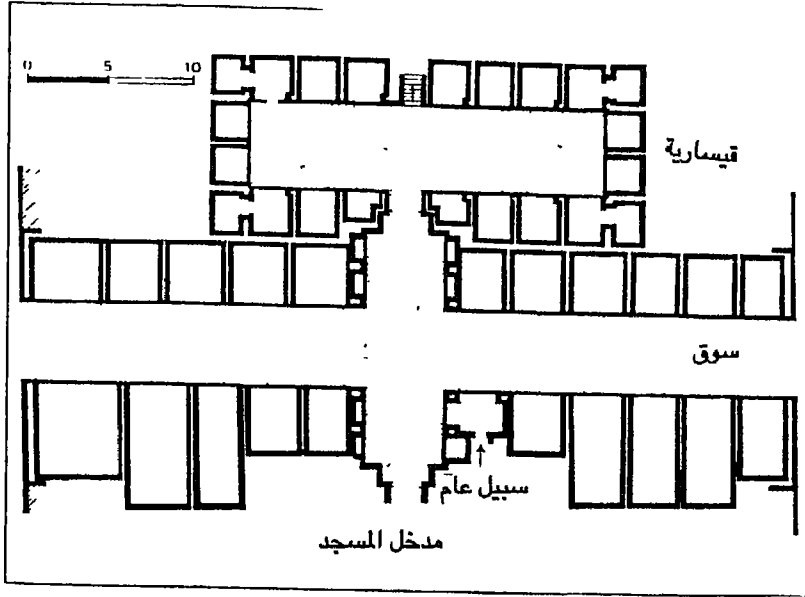 0 5 10
قيسارية
سوق
سبيل عام
مدخل المسجد